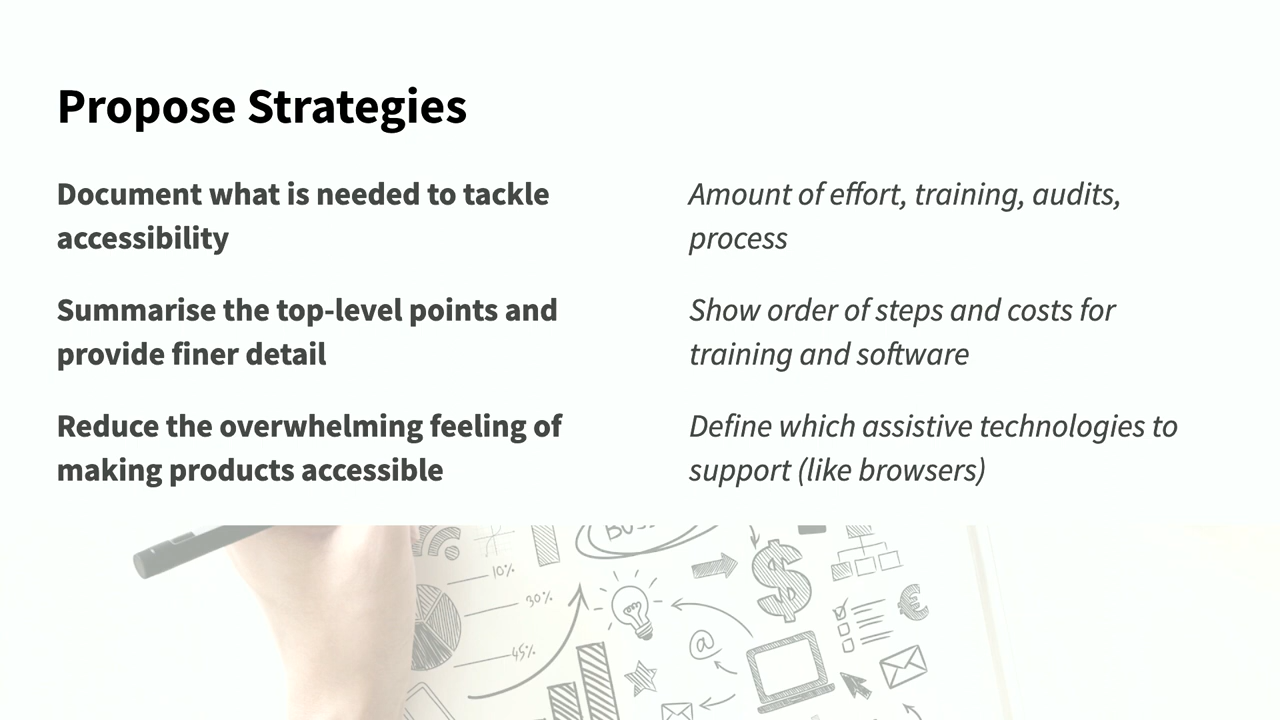 Propose Strategies
Document what is needed to tackle
accessibility
Amount of effort, training, audits,
process
Summarise the top-level points and
provide finer detail
Show order of steps and costs for
training and software
Reduce the overwhelming feeling of
making products accessible
Define which assistive technologies to
support (like browsers)
10%
30%
45%
@
$
€